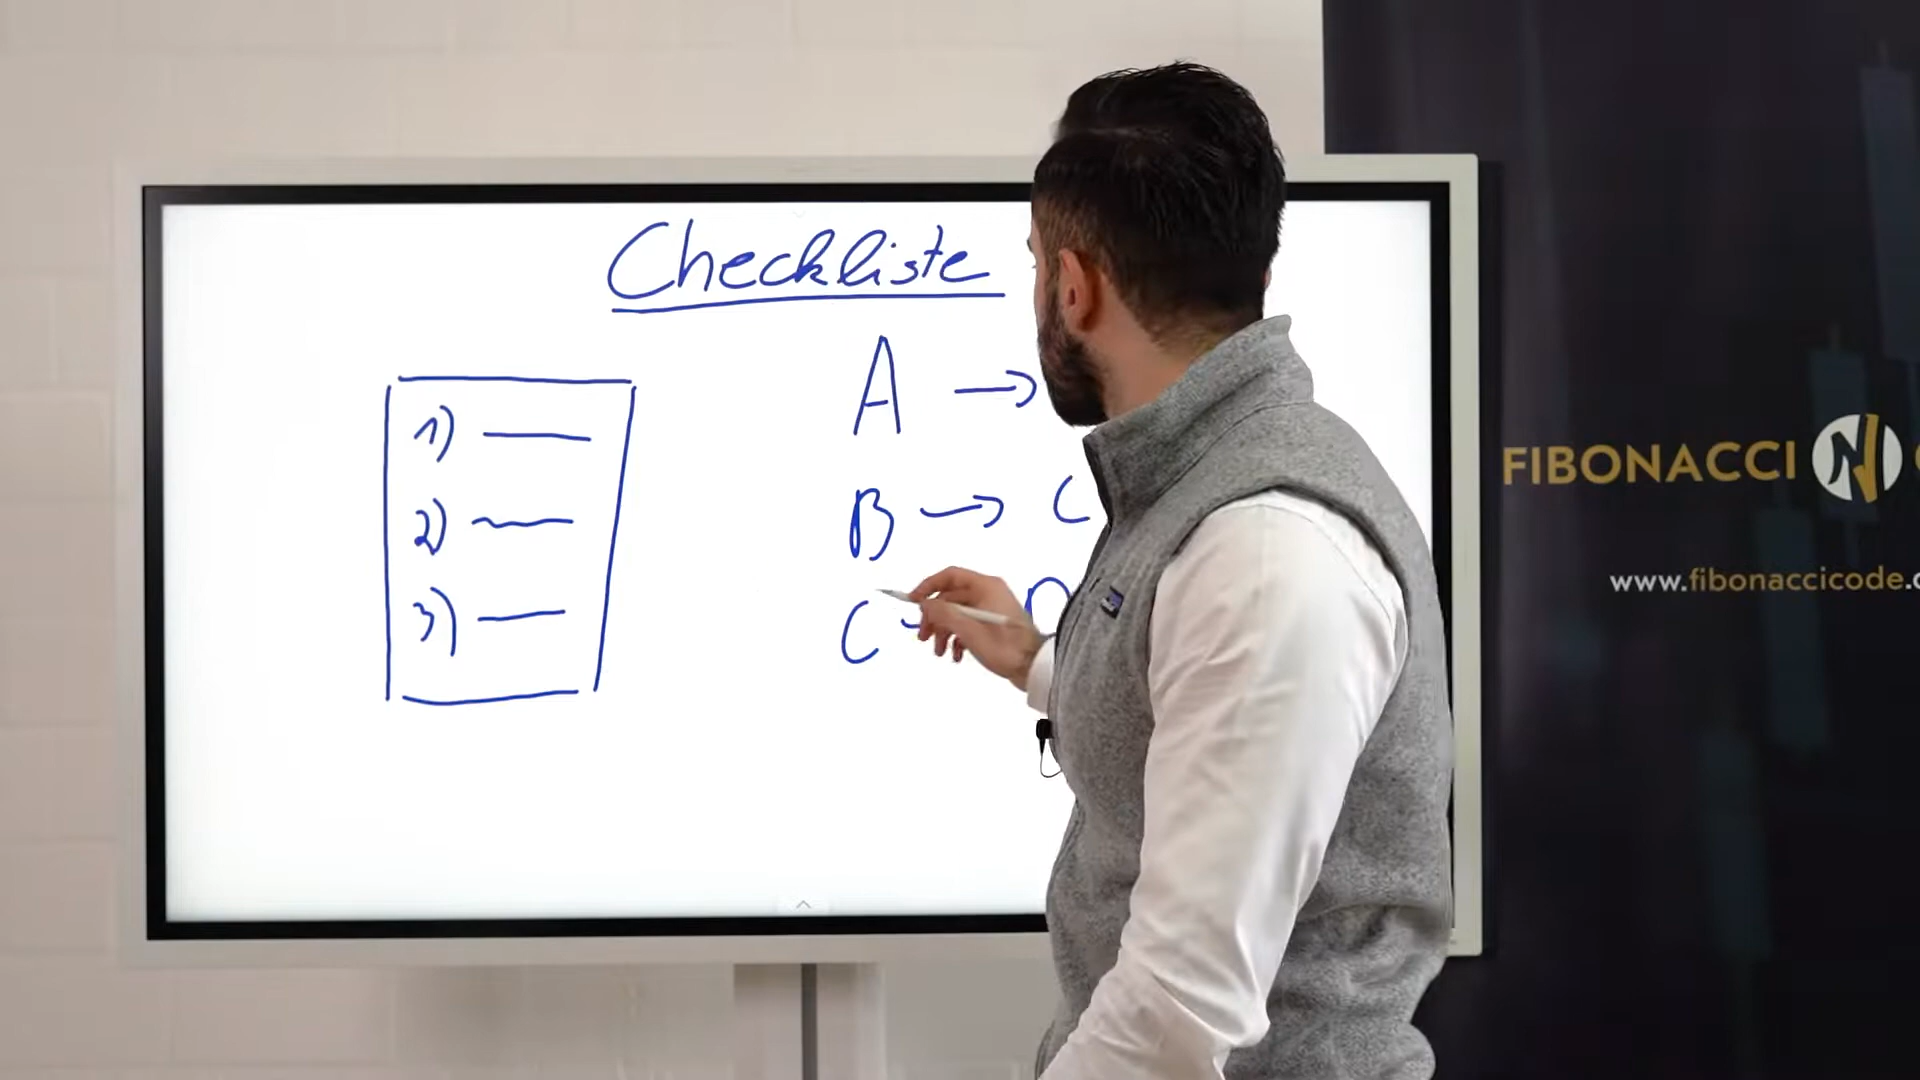 Checkliste
1)
2)
3)
A →
B → C
C D
FIBONACCI
www.fibonaccicode.